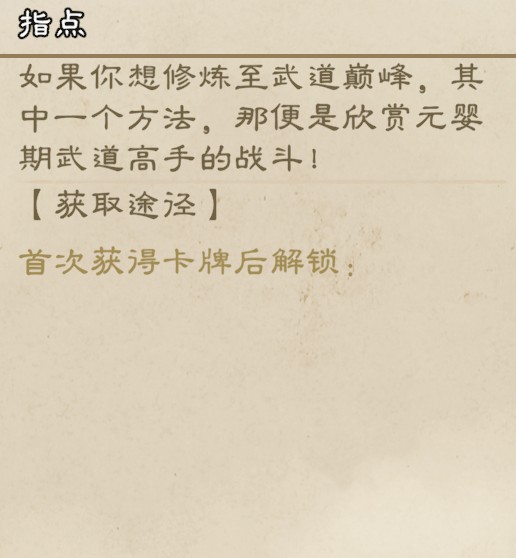 指点
如果你想修炼至武道巅峰，其
中一个方法，那便是欣赏元婴
期武道高手的战斗！
【获取途径】
首次获得卡牌后解锁：